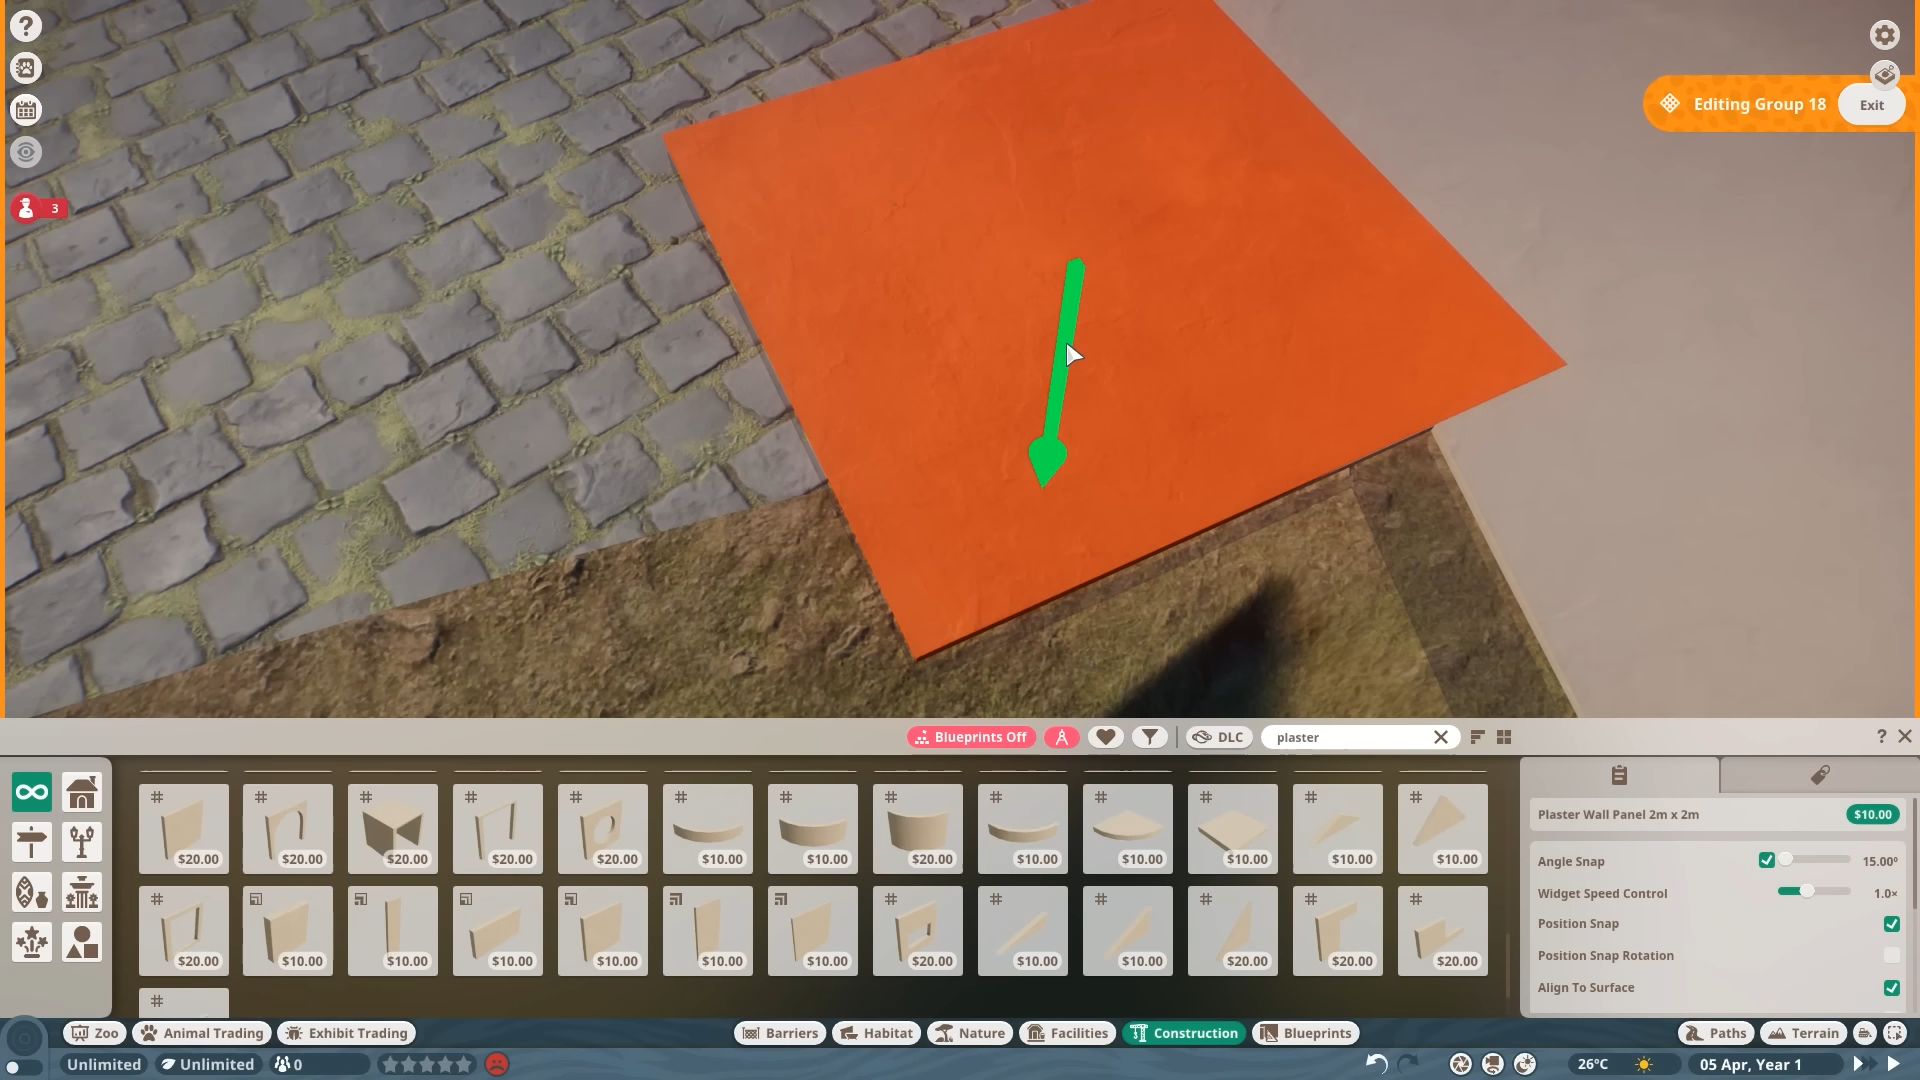 ?
Editing Group 18 Exit
3
Blueprints Off DLC plaster ?
$20.00 $20.00 $20.00 $20.00 $20.00 $10.00 $10.00 $20.00 $10.00 $10.00 $10.00 $10.00 $10.00
$20.00 $10.00 $10.00 $10.00 $10.00 $10.00 $10.00 $20.00 $10.00 $10.00 $20.00 $20.00 $20.00
Plaster Wall Panel 2m x 2m $10.00
Angle Snap 15.00º
Widget Speed Control 1.0×
Position Snap
Position Snap Rotation
Align To Surface
Zoo Animal Trading Exhibit Trading Barriers Habitat Nature Facilities Construction Blueprints Paths Terrain
Unlimited Unlimited 0 26ºC 05 Apr, Year 1